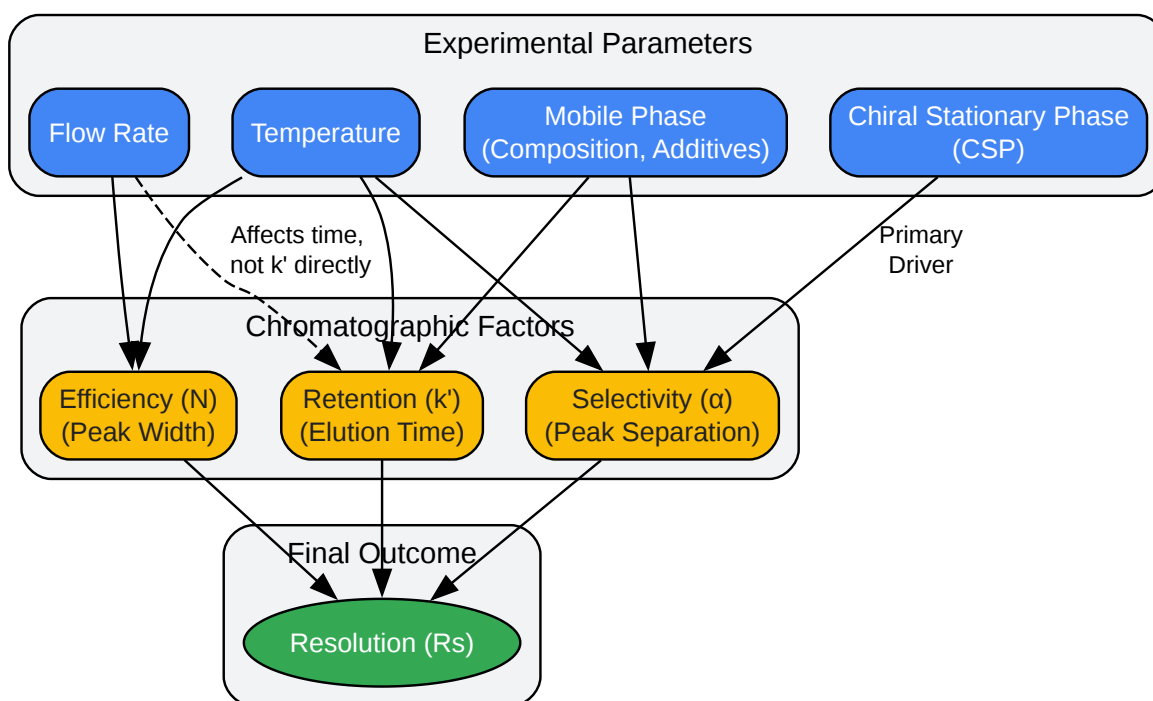 Experimental Parameters
Flow Rate
Temperature
Mobile Phase
(Composition, Additives)
Chiral Stationary Phase
(CSP)
Affects time,
not k' directly
Primary
Driver
Chromatographic Factors
Efficiency (N)
(Peak Width)
Retention (k')
(Elution Time)
Selectivity (α)
(Peak Separation)
Final Outcome
Resolution (Rs)